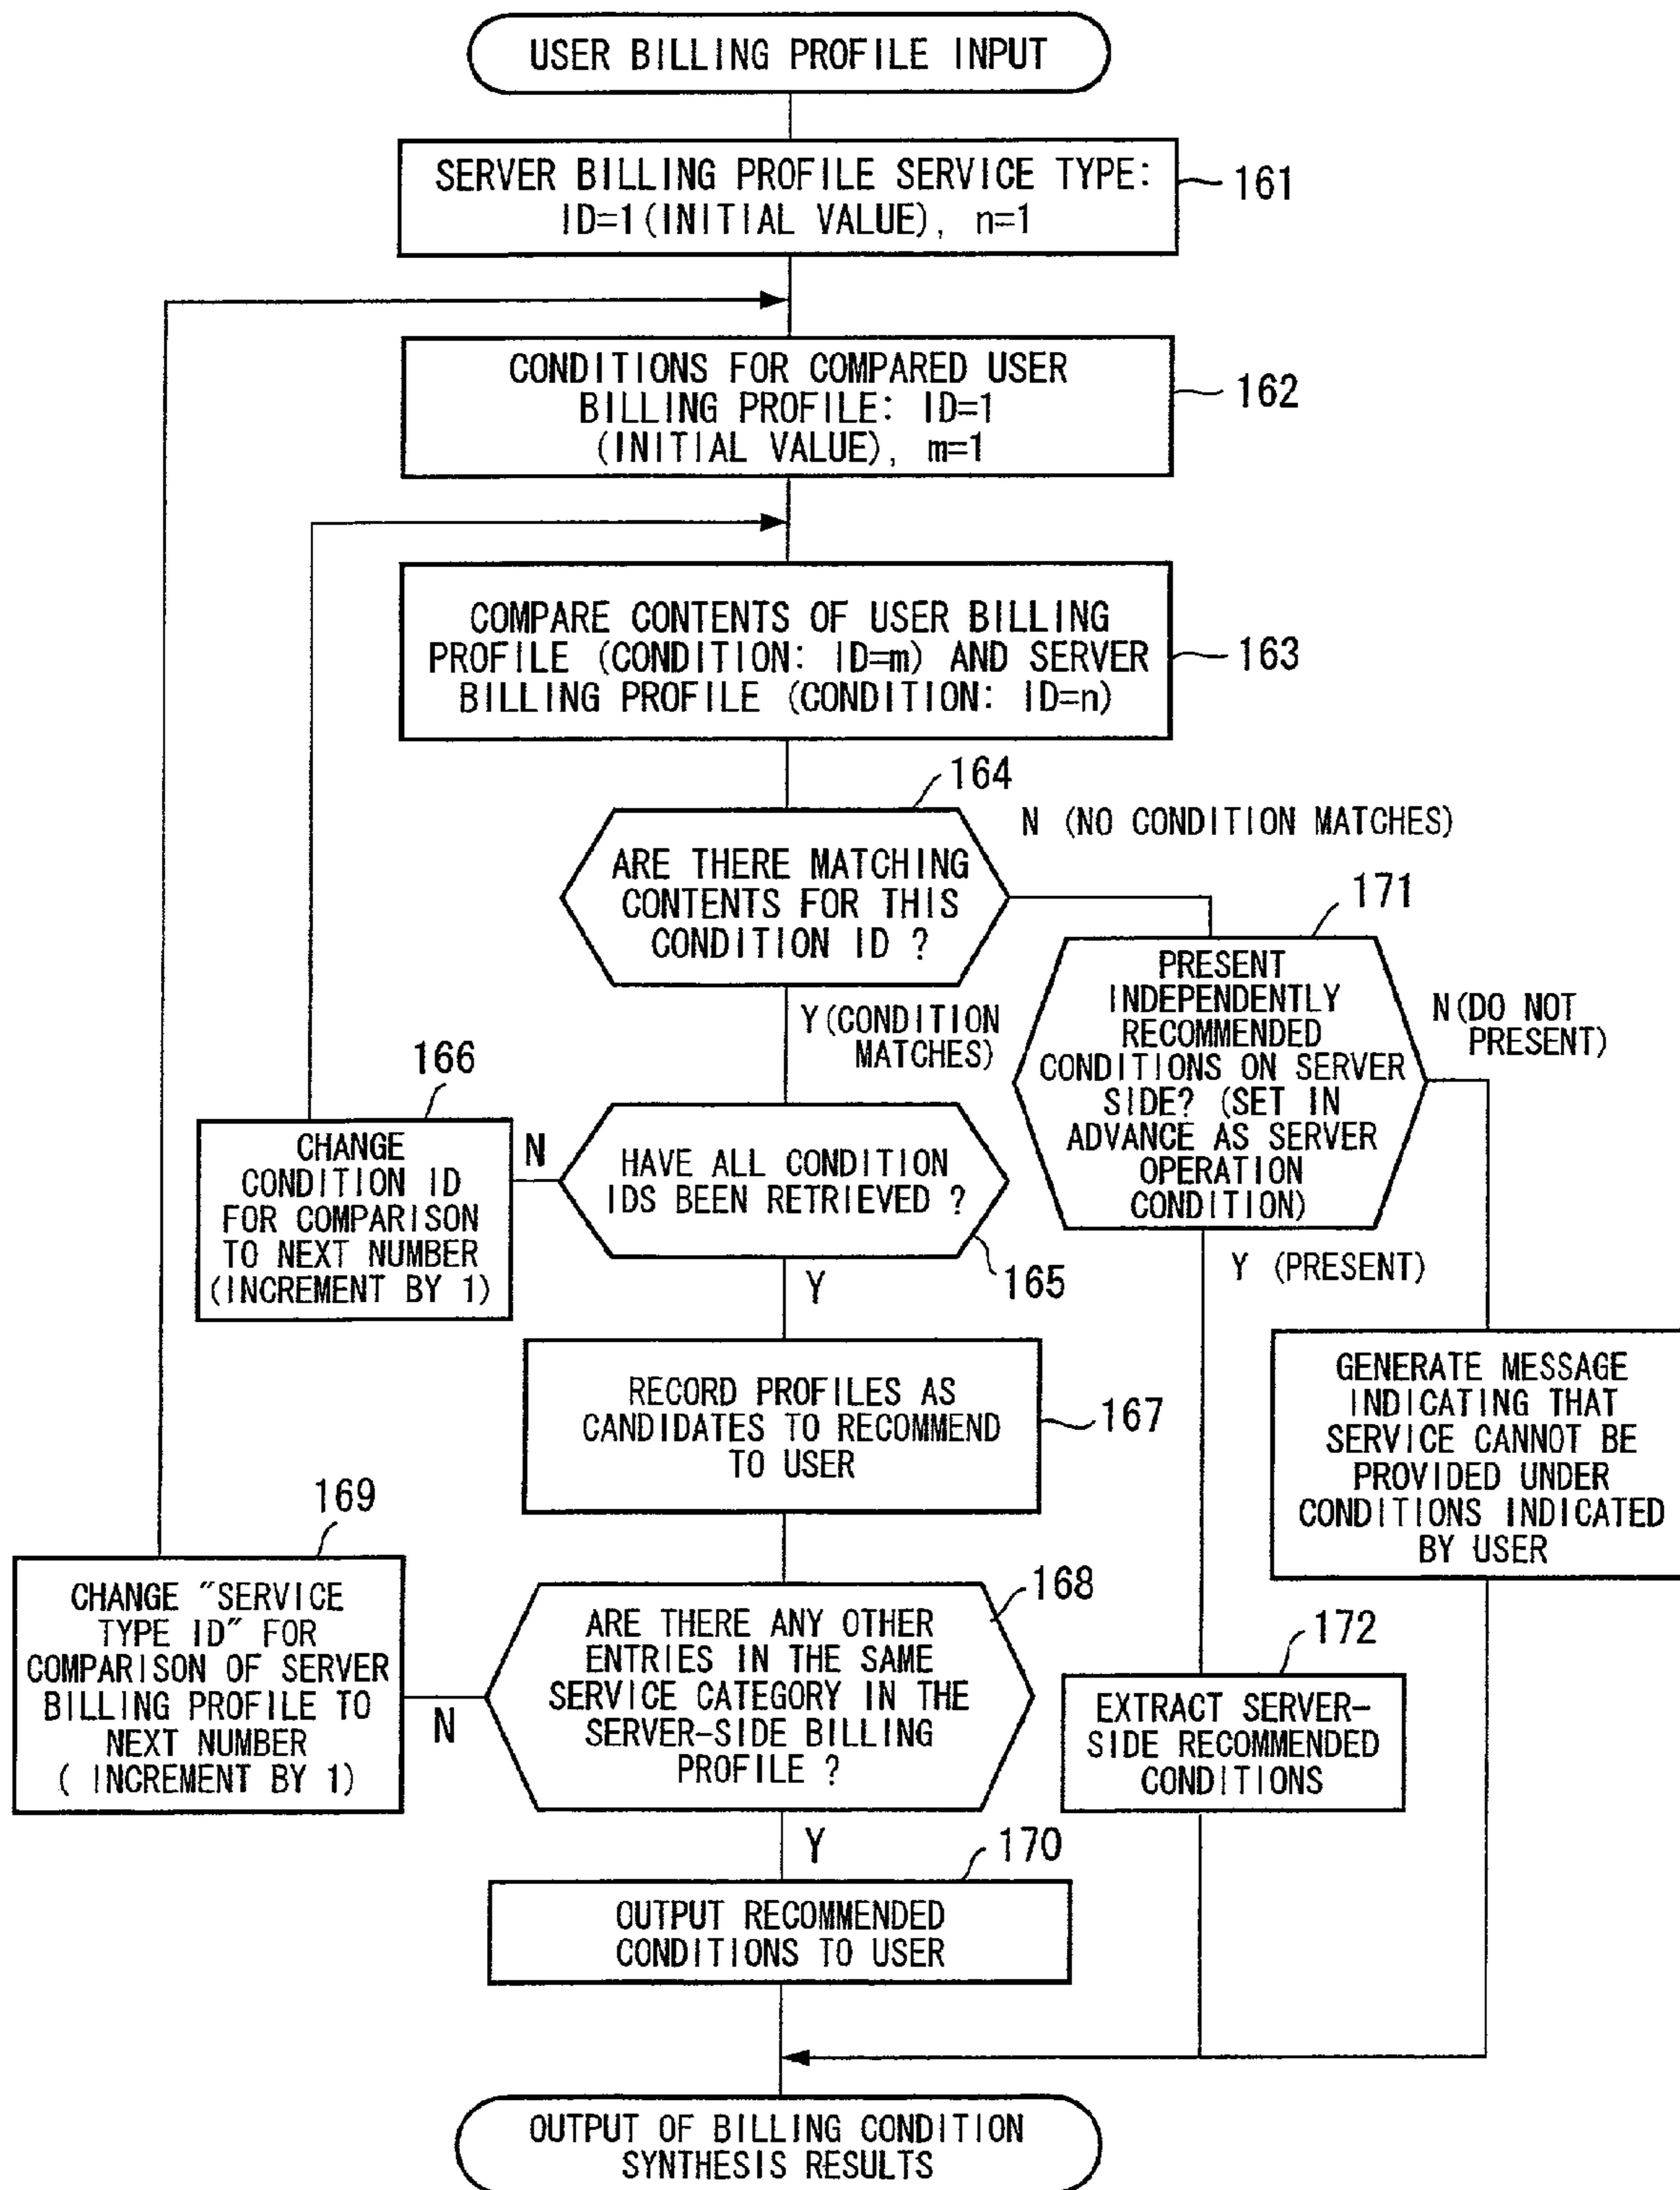 USER BILLING PROFILE INPUT
SERVER BILLING PROFILE SERVICE TYPE:
ID=1(INITIAL VALUE), n=1
161
CONDITIONS FOR COMPARED USER
BILLING PROFILE: ID=1
(INITIAL VALUE), m=1
162
COMPARE CONTENTS OF USER BILLING
PROFILE (CONDITION: ID=m) AND SERVER
BILLING PROFILE (CONDITION: ID=n)
163
164
ARE THERE MATCHING
CONTENTS FOR THIS
CONDITION ID ?
N (NO CONDITION MATCHES)
Y(CONDITION
MATCHES)
171
PRESENT
INDEPENDENTLY
RECOMMENDED
CONDITIONS ON SERVER
SIDE? (SET IN
ADVANCE AS SERVER
OPERATION
CONDITION)
N(DO NOT
PRESENT)
Y (PRESENT)
166
CHANGE
CONDITION ID
FOR COMPARISON
TO NEXT NUMBER
(INCREMENT BY 1)
N
HAVE ALL CONDITION
IDS BEEN RETRIEVED ?
165
Y
RECORD PROFILES AS
CANDIDATES TO RECOMMEND
TO USER
167
GENERATE MESSAGE
INDICATING THAT
SERVICE CANNOT BE
PROVIDED UNDER
CONDITIONS INDICATED
BY USER
169
CHANGE "SERVICE
TYPE ID" FOR
COMPARISON OF SERVER
BILLING PROFILE TO
NEXT NUMBER
( INCREMENT BY 1)
N
168
ARE THERE ANY OTHER
ENTRIES IN THE SAME
SERVICE CATEGORY IN THE
SERVER-SIDE BILLING
PROFILE ?
Y
172
EXTRACT SERVER-
SIDE RECOMMENDED
CONDITIONS
170
OUTPUT RECOMMENDED
CONDITIONS TO USER
OUTPUT OF BILLING CONDITION
SYNTHESIS RESULTS